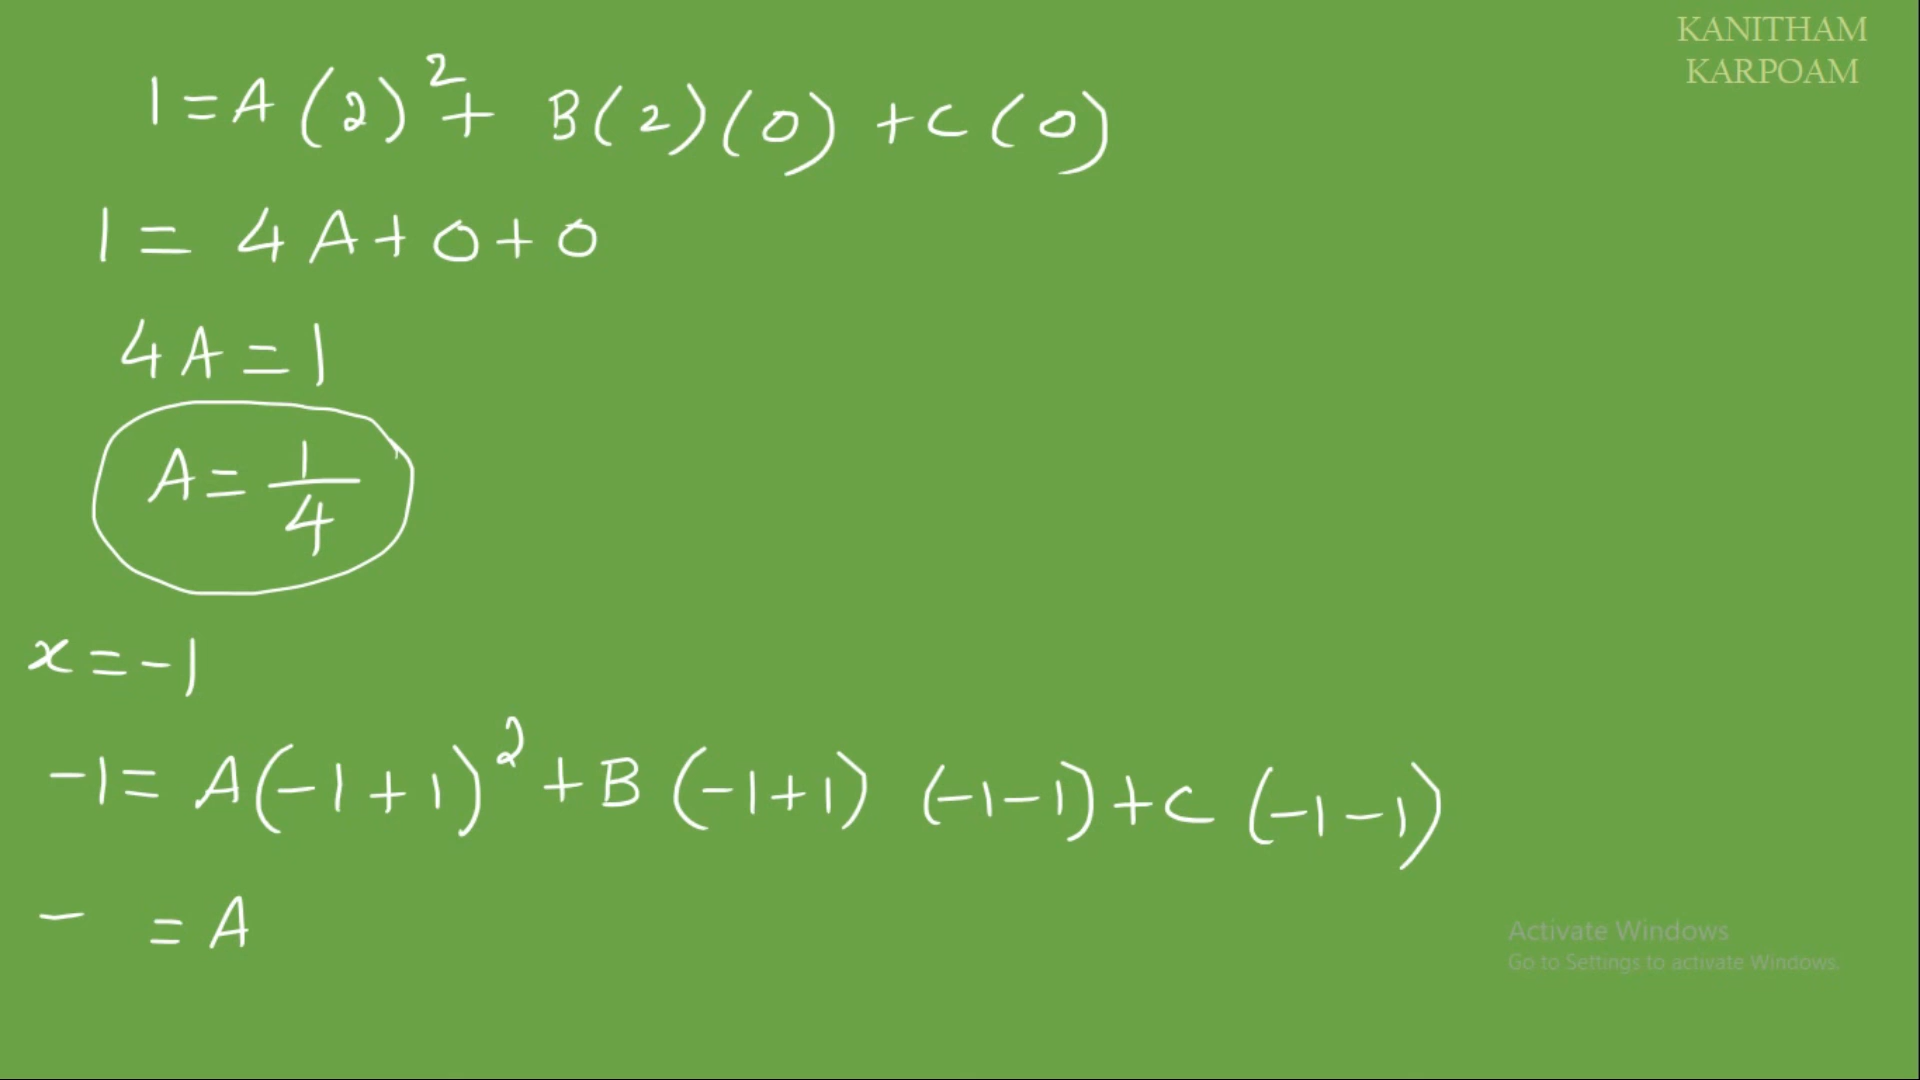 KANITHAM
KARPOAM
1 = A (2)² + B(2)(0) + C(0)
1 = 4A + 0 + 0
4A = 1
A = 1/4
x = -1
-1 = A(-1+1)² + B(-1+1)(-1-1) + C(-1-1)
- = A
Activate Windows
Go to Settings to activate Windows.